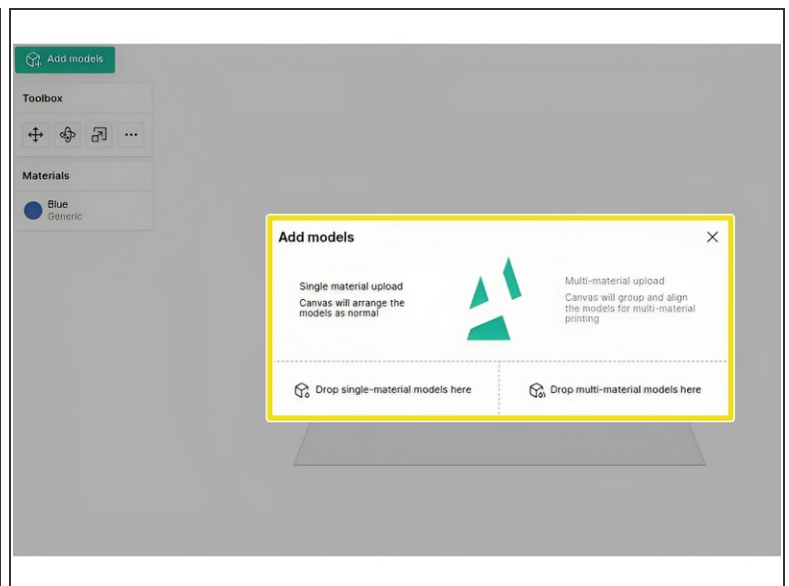 Add models
Toolbox
Materials
Blue
Generic
Add models
Single material upload
Canvas will arrange the
models as normal
Multi-material upload
Canvas will group and align
the models for multi-material
printing
Drop single-material models here
Drop multi-material models here